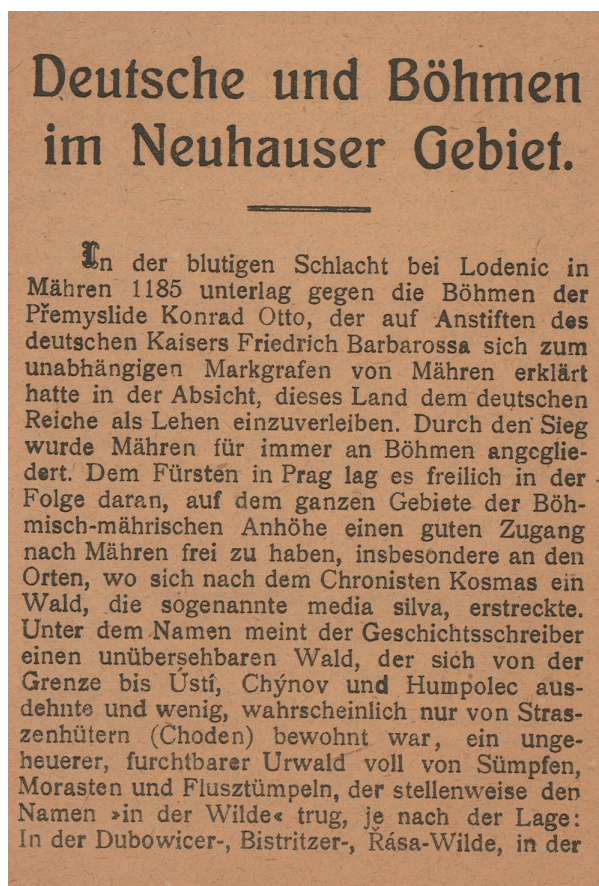 Deutsche und Böhmen
im Neuhauser Gebiet.
In der blutigen Schlacht bei Lodenic in
Mähren 1185 unterlag gegen die Böhmen der
Přemyslide Konrad Otto, der auf Anstiften des
deutschen Kaisers Friedrich Barbarossa sich zum
unabhängigen Markgrafen von Mähren erklärt
hatte in der Absicht, dieses Land dem deutschen
Reiche als Lehen einzuverleiben. Durch den Sieg
wurde Mähren für immer an Böhmen angeglie-
dert. Dem Fürsten in Prag lag es freilich in der
Folge daran, auf dem ganzen Gebiete der Böh-
misch-mährischen Anhöhe einen guten Zugang
nach Mähren frei zu haben, insbesondere an den
Orten, wo sich nach dem Chronisten Kosmas ein
Wald, die sogenannte media silva, erstreckte.
Unter dem Namen meint der Geschichtsschreiber
einen unübersehbaren Wald, der sich von der
Grenze bis Ústí, Chýnov und Humpolec aus-
dehnte und wenig, wahrscheinlich nur von Stras-
zenhütern (Choden) bewohnt war, ein unge-
heuerer, furchtbarer Urwald voll von Sümpfen,
Morasten und Flusztümpeln, der stellenweise den
Namen »in der Wilde« trug, je nach der Lage:
In der Dubowicer-, Bistritzer-, Řása-Wilde, in der